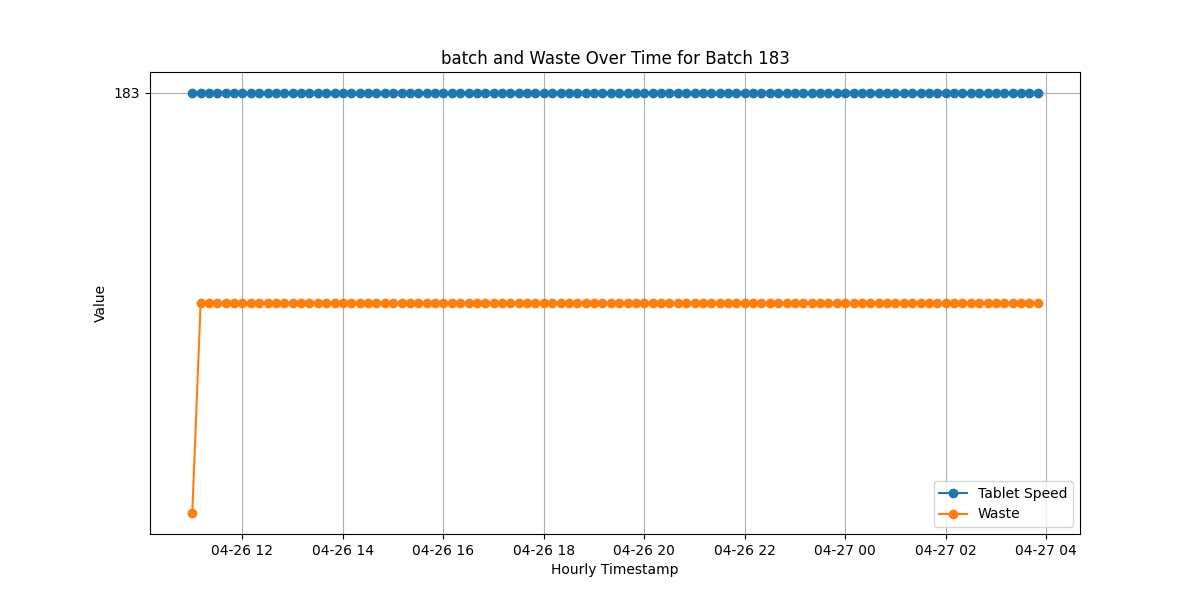 batch and Waste Over Time for Batch 183
183
Value
Tablet Speed
Waste
04-26 12 04-26 14 04-26 16 04-26 18 04-26 20 04-26 22 04-27 00 04-27 02 04-27 04
Hourly Timestamp